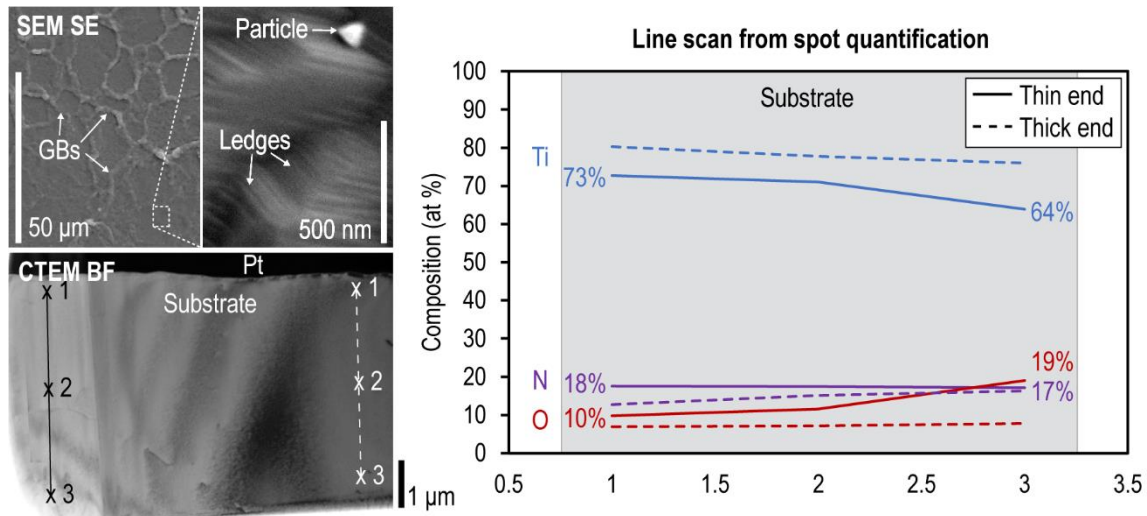 SEM SE
Particle
GBs
Ledges
50 µm
500 nm
CTEM BF
Pt
Substrate
1
1
2
2
3
3
1 µm
Line scan from spot quantification
Composition (at %)
100
90
80
70
60
50
40
30
20
10
0
Substrate
Thin end
Thick end
Ti
73%
64%
N
18%
17%
O
10%
19%
0.5
1
1.5
2
2.5
3
3.5